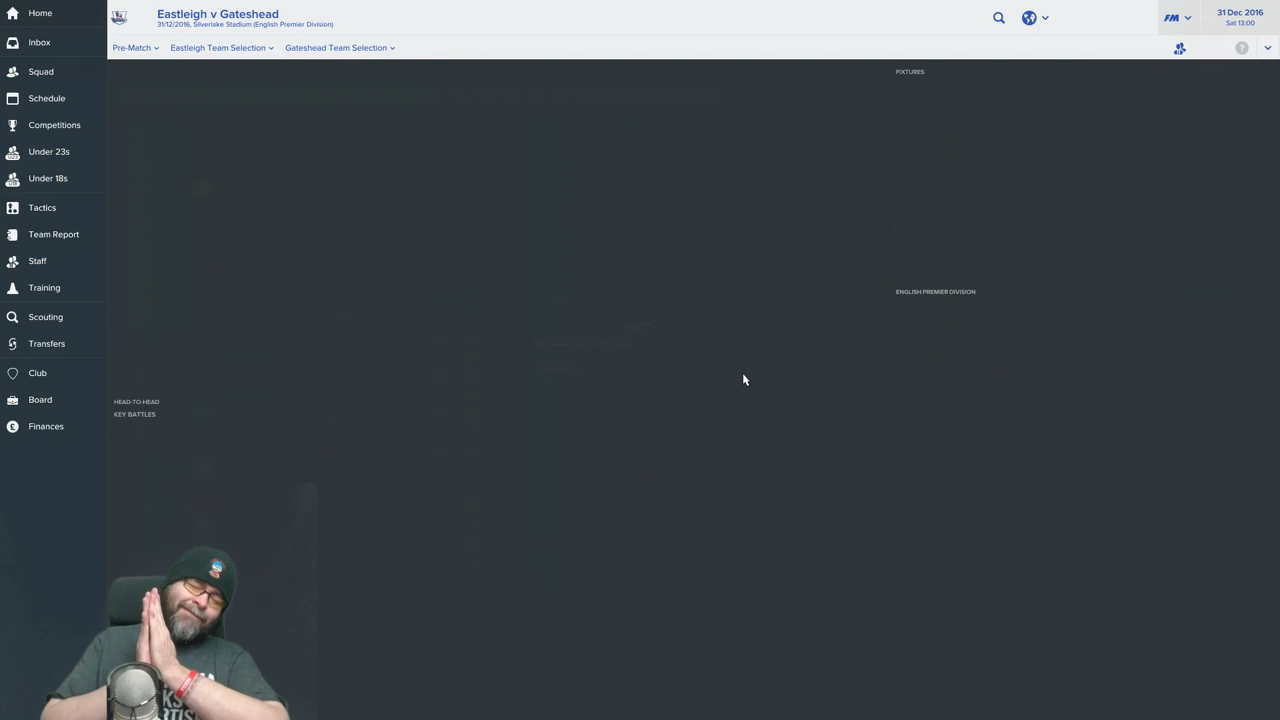 Home
Eastleigh v Gateshead
31/12/2016, Silverlake Stadium (English Premier Division)
FM
31 Dec 2016
Sat 13:00
Inbox
Pre-Match
Eastleigh Team Selection
Gateshead Team Selection
?
Squad
FIXTURES
Schedule
Competitions
Under 23s
Under 18s
Tactics
Team Report
Staff
Training
ENGLISH PREMIER DIVISION
Scouting
Transfers
Club
Board
HEAD-TO-HEAD
KEY BATTLES
Finances